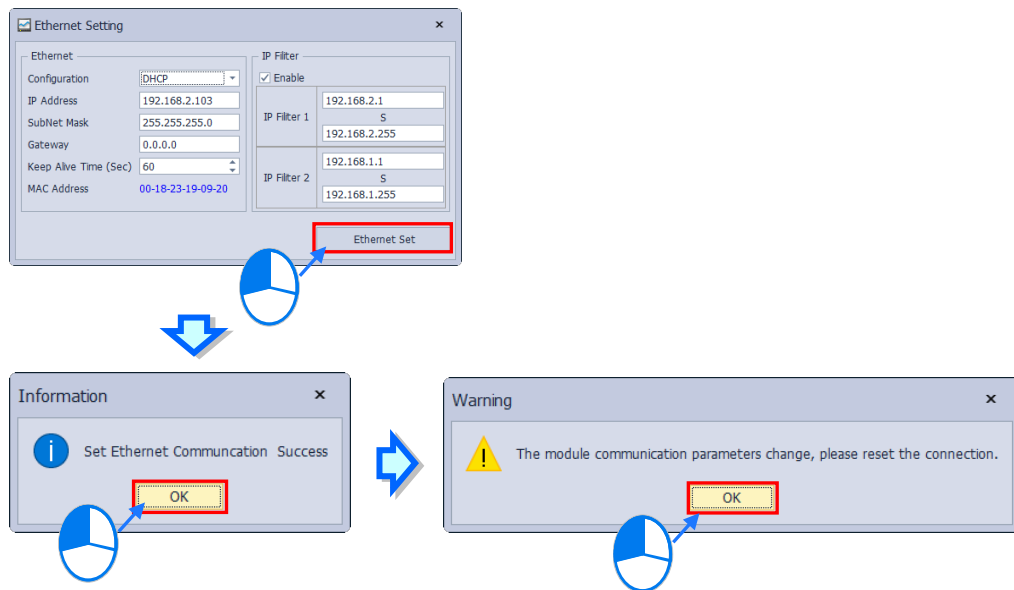 Ethernet Setting
Ethernet
Configuration DHCP
IP Address 192.168.2.103
SubNet Mask 255.255.255.0
Gateway 0.0.0.0
Keep Alive Time (Sec) 60
MAC Address 00-18-23-19-09-20
IP Filter
Enable
IP Filter 1
192.168.2.1
S
192.168.2.255
IP Filter 2
192.168.1.1
S
192.168.1.255
Ethernet Set
Information
Set Ethernet Communcation Success
OK
Warning
The module communication parameters change, please reset the connection.
OK